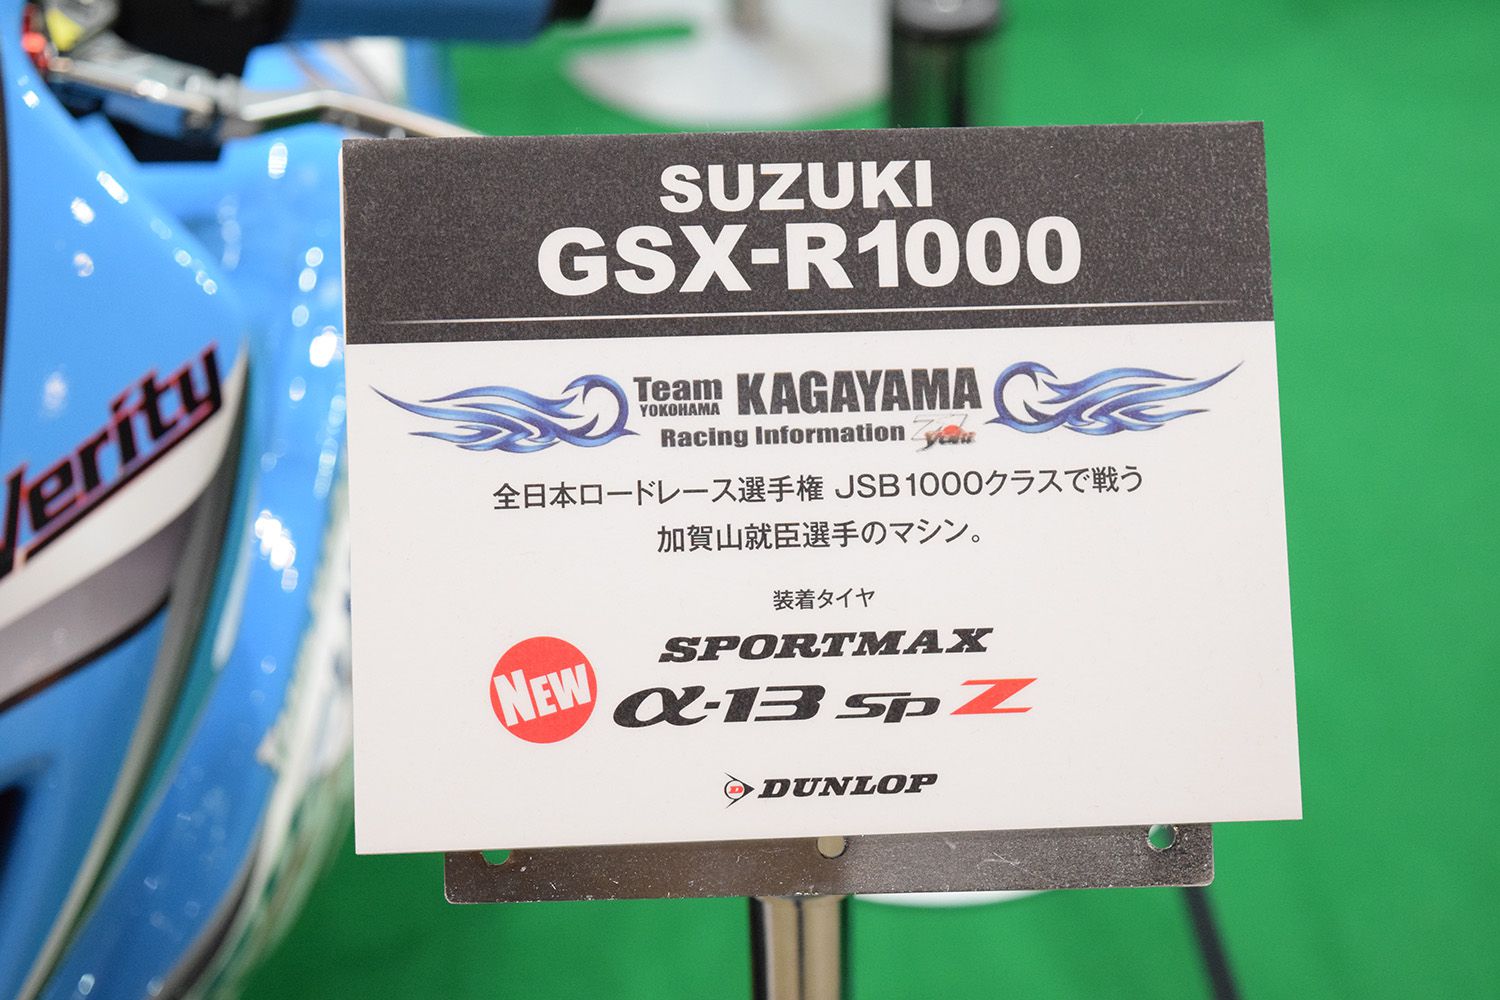 SUZUKI
GSX-R1000
Team YOKOHAMA KAGAYAMA
Racing Information
全日本ロードレース選手権 JSB1000クラスで戦う
加賀山就臣選手のマシン。
装着タイヤ
SPORTMAX
NEW α-13 SP Z
D DUNLOP
Verity